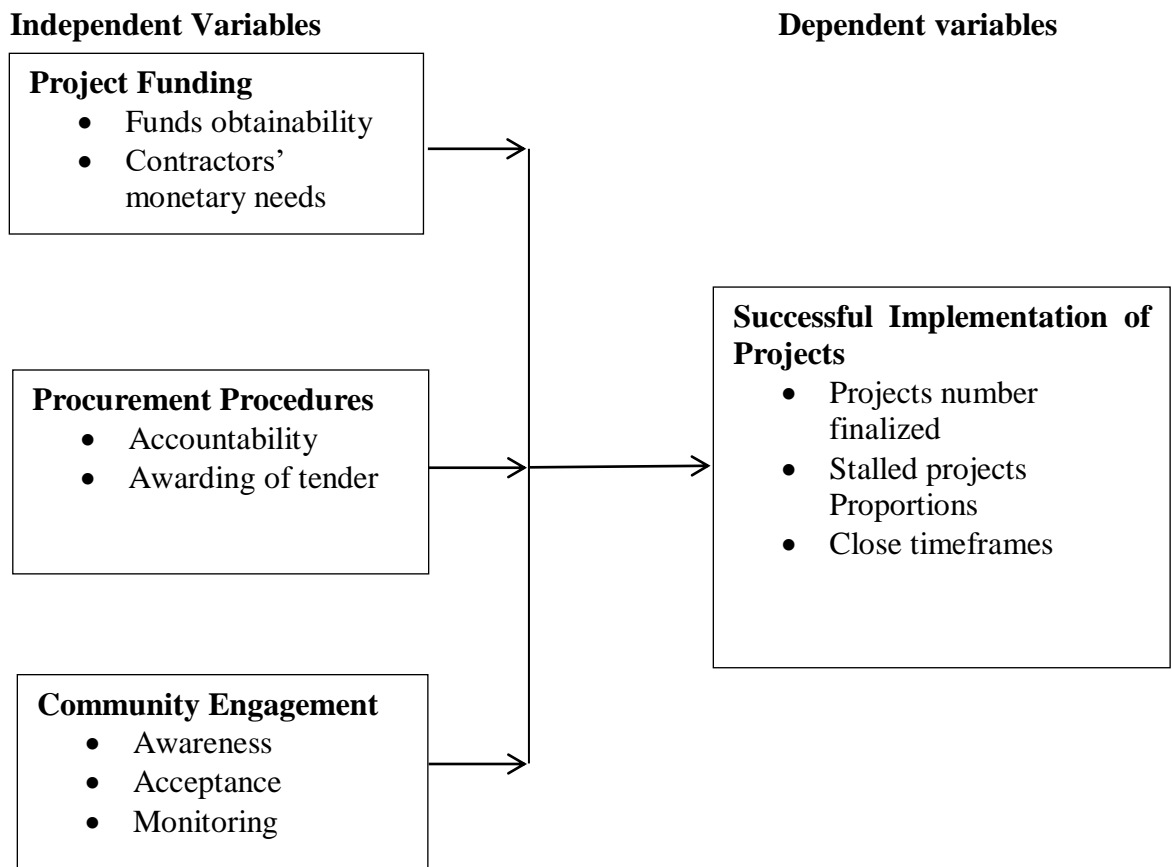 Independent Variables
Dependent variables
Project Funding
• Funds obtainability
• Contractors’
monetary needs
Procurement Procedures
• Accountability
• Awarding of tender
Community Engagement
• Awareness
• Acceptance
• Monitoring
Successful Implementation of
Projects
• Projects number
finalized
• Stalled projects
Proportions
• Close timeframes